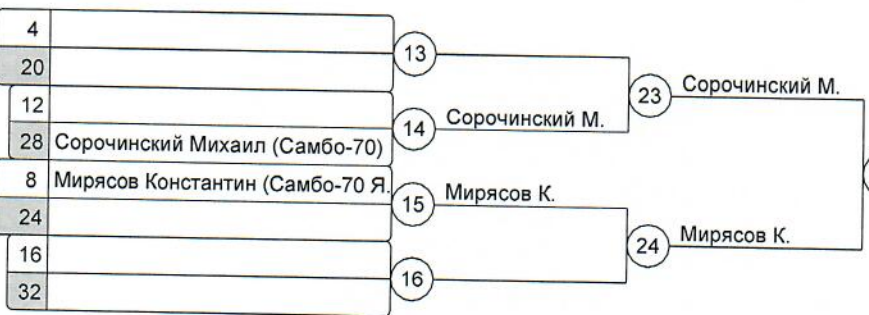 4
13
20
23 Сорочинский М.
12
14 Сорочинский М.
28 Сорочинский Михаил (Самбо-70)
8 Мирясов Константин (Самбо-70 Я.
15 Мирясов К.
24
24 Мирясов К.
16
16
32